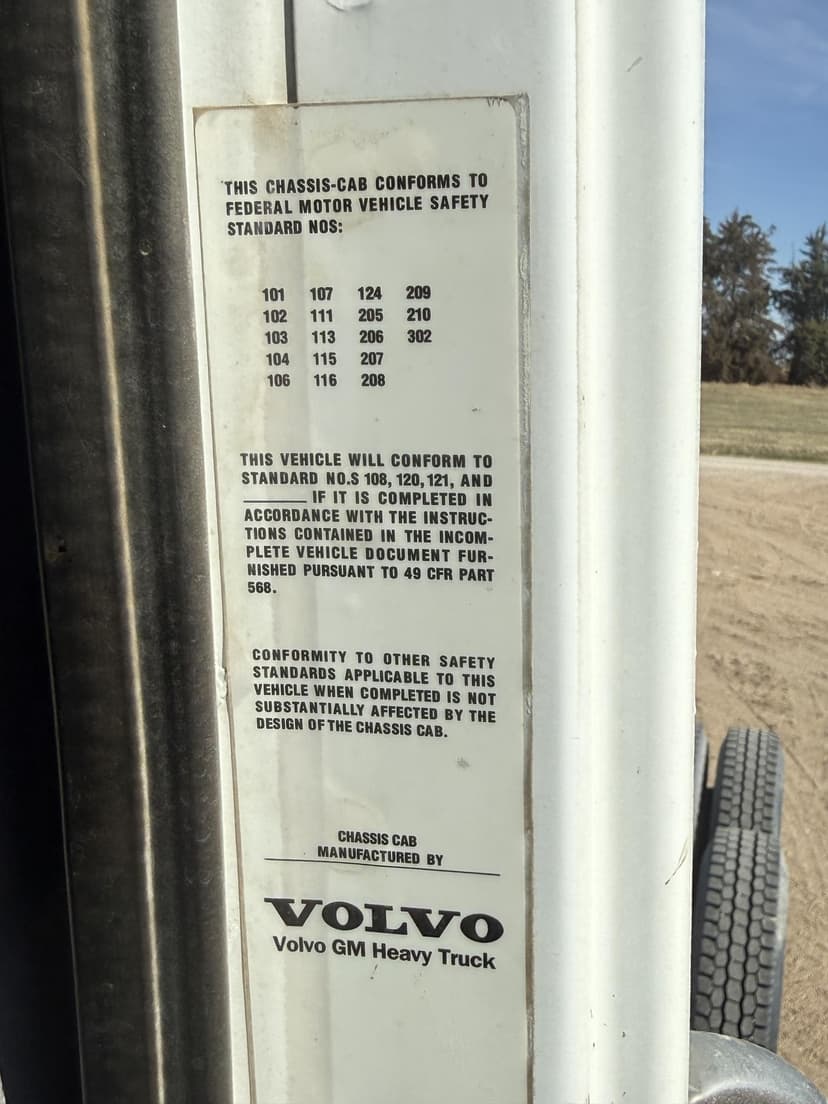 THIS CHASSIS-CAB CONFORMS TO
FEDERAL MOTOR VEHICLE SAFETY
STANDARD NOS:
101 107 124 209
102 111 205 210
103 113 206 302
104 115 207
106 116 208
THIS VEHICLE WILL CONFORM TO
STANDARD NO.S 108, 120, 121, AND
________ IF IT IS COMPLETED IN
ACCORDANCE WITH THE INSTRUC-
TIONS CONTAINED IN THE INCOM-
PLETE VEHICLE DOCUMENT FUR-
NISHED PURSUANT TO 49 CFR PART
568.
CONFORMITY TO OTHER SAFETY
STANDARDS APPLICABLE TO THIS
VEHICLE WHEN COMPLETED IS NOT
SUBSTANTIALLY AFFECTED BY THE
DESIGN OF THE CHASSIS CAB.
CHASSIS CAB
MANUFACTURED BY
VOLVO
Volvo GM Heavy Truck